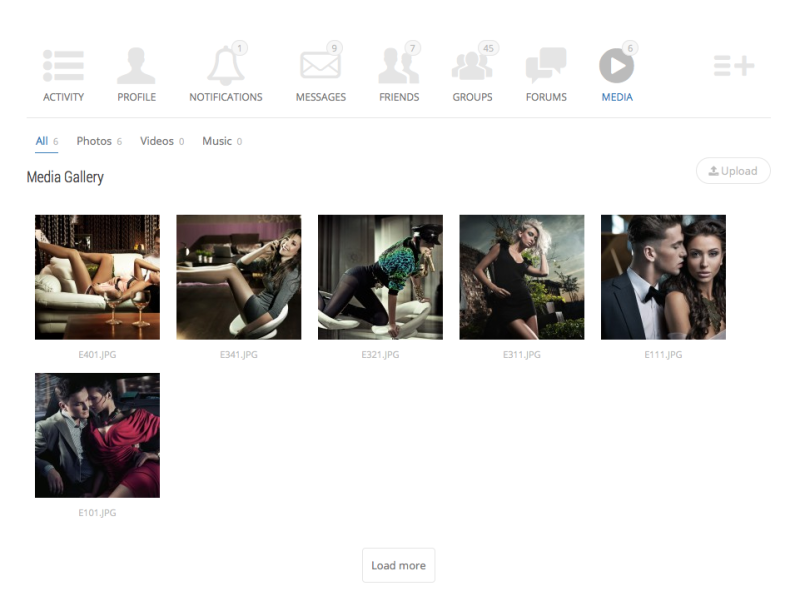 1 9 7 45 6
ACTIVITY PROFILE NOTIFICATIONS MESSAGES FRIENDS GROUPS FORUMS MEDIA
All 6 Photos 6 Videos 0 Music 0
Media Gallery
Upload
E401.JPG E341.JPG E321.JPG E311.JPG E111.JPG
E101.JPG
Load more